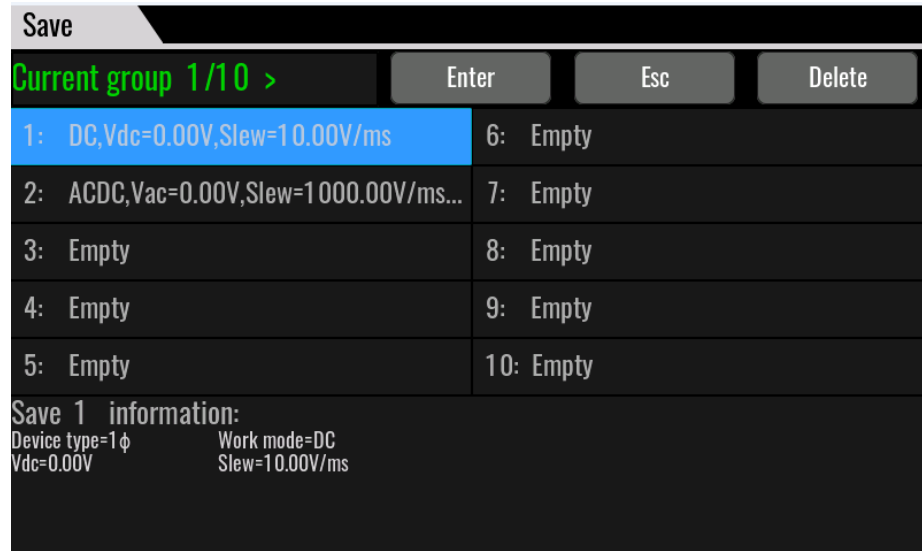 Save
Current group 1/10 >
Enter
Esc
Delete
1: DC,Vdc=0.00V,Slew=10.00V/ms
6: Empty
2: ACDC,Vac=0.00V,Slew=1000.00V/ms...
7: Empty
3: Empty
8: Empty
4: Empty
9: Empty
5: Empty
10: Empty
Save 1 information:
Device type=1ϕ Work mode=DC
Vdc=0.00V Slew=10.00V/ms